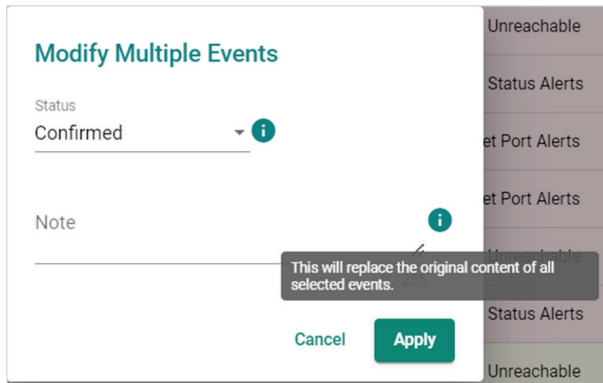 Unreachable
Modify Multiple Events
Status Alerts
Status
Confirmed
et Port Alerts
et Port Alerts
Note
Unreachable
This will replace the original content of all
selected events.
Status Alerts
Cancel
Apply
Unreachable